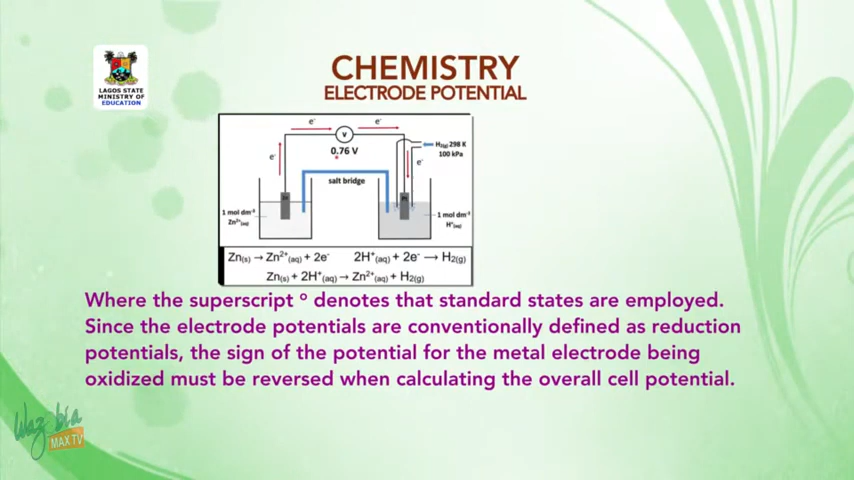 LAGOS STATE
MINISTRY OF
EDUCATION
CHEMISTRY
ELECTRODE POTENTIAL
e⁻ V e⁻
0.76 V
H₂(g) 298 K
100 kPa
e⁻ e⁻
salt bridge
Zn Pt
1 mol dm⁻³
Zn²⁺(aq)
1 mol dm⁻³
H⁺(aq)
Zn(s) → Zn²⁺(aq) + 2e⁻ 2H⁺(aq) + 2e⁻ → H₂(g)
Zn(s) + 2H⁺(aq) → Zn²⁺(aq) + H₂(g)
Where the superscript º denotes that standard states are employed.
Since the electrode potentials are conventionally defined as reduction
potentials, the sign of the potential for the metal electrode being
oxidized must be reversed when calculating the overall cell potential.
Wazobia
MAX TV